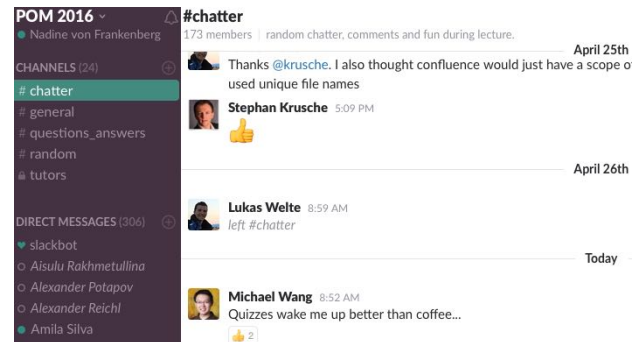 POM 2016
Nadine von Frankenberg
CHANNELS (24)
# chatter
# general
# questions_answers
# random
tutors
DIRECT MESSAGES (306)
slackbot
Aisulu Rakhmetullina
Alexander Potapov
Alexander Reichl
Amila Silva
#chatter
173 members | random chatter, comments and fun during lecture.
April 25th
Thanks @krusche. I also thought confluence would just have a scope of
used unique file names
Stephan Krusche 5:09 PM
April 26th
Lukas Welte 8:59 AM
left #chatter
Today
Michael Wang 8:52 AM
Quizzes wake me up better than coffee...
2